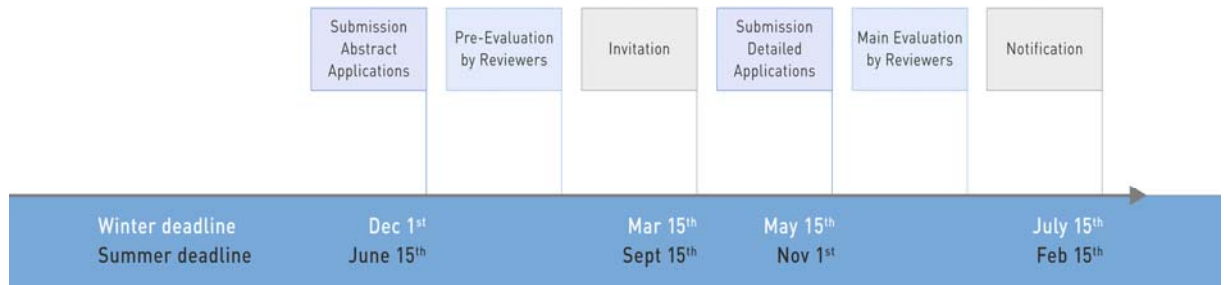 Submission
Abstract
Applications
Pre-Evaluation
by Reviewers
Invitation
Submission
Detailed
Applications
Main Evaluation
by Reviewers
Notification
Winter deadline Dec 1st Mar 15th May 15th July 15th
Summer deadline June 15th Sept 15th Nov 1st Feb 15th